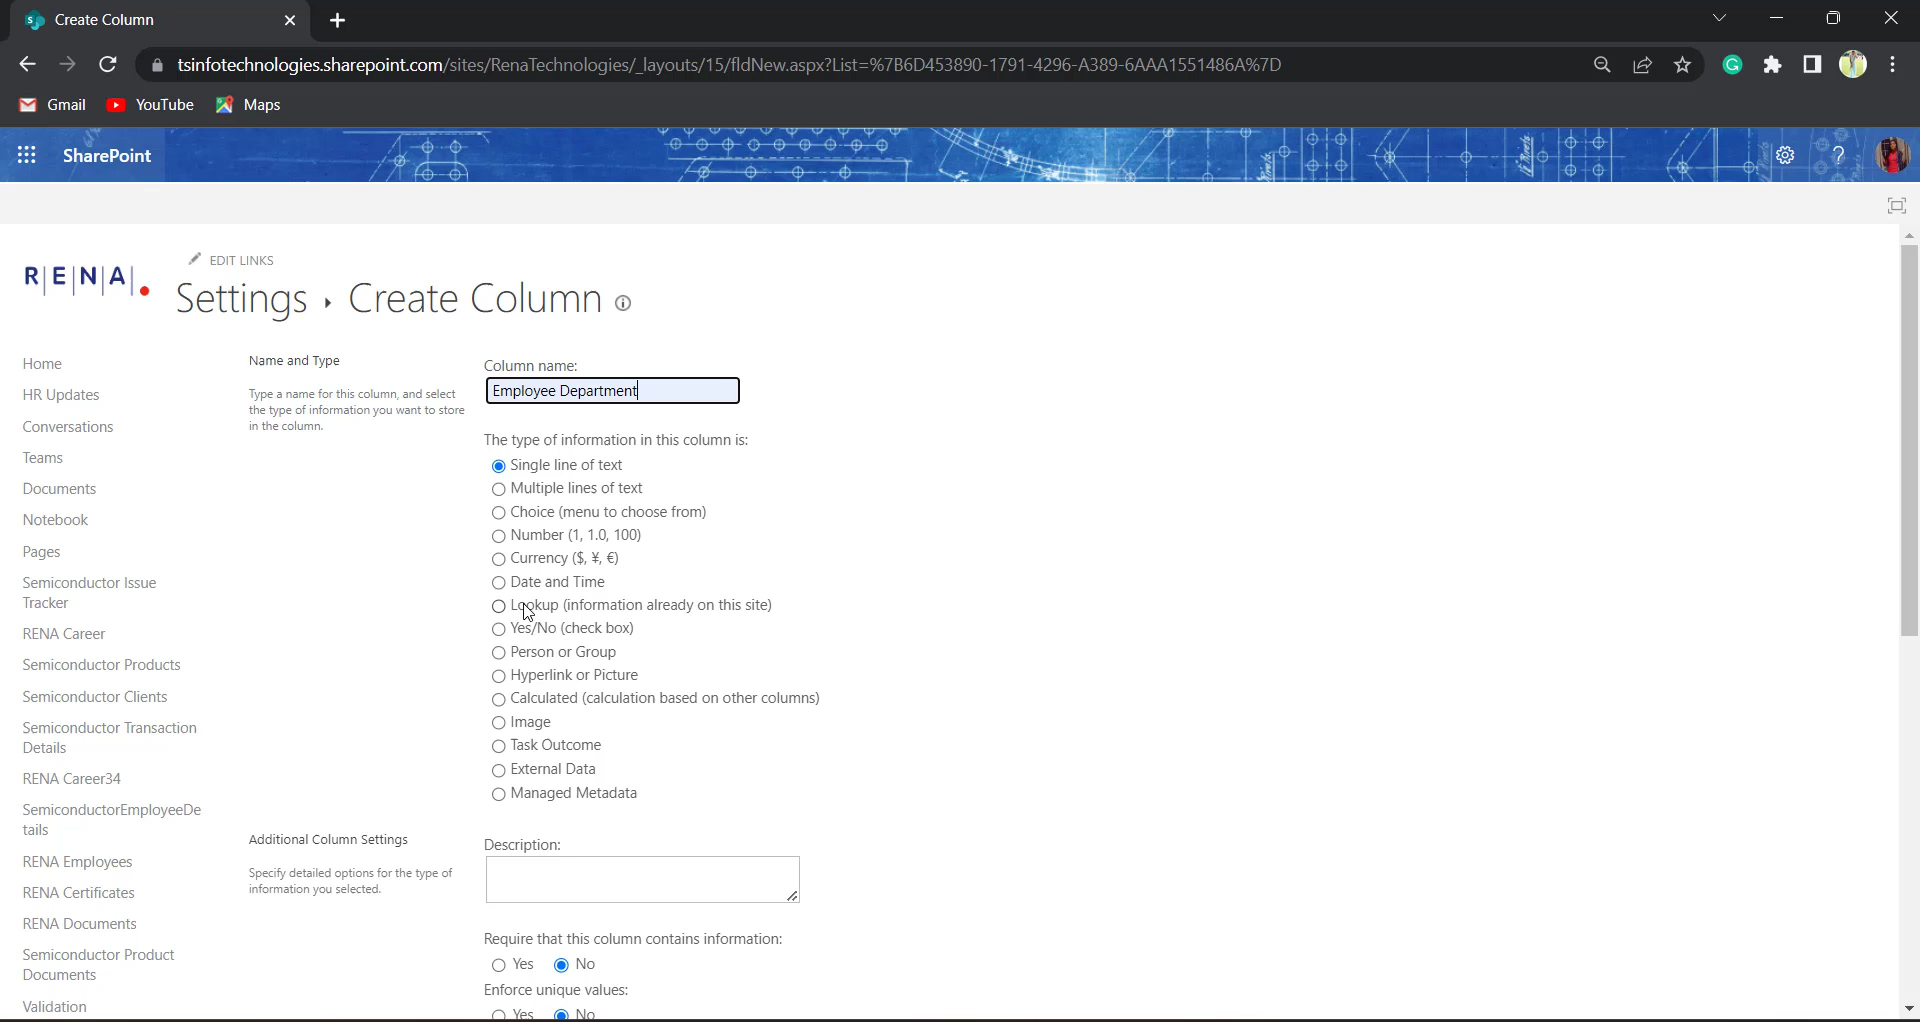 Create Column
tsinfotechnologies.sharepoint.com/sites/RenaTechnologies/_layouts/15/fldNew.aspx?List=%7B6D453890-1791-4296-A389-6AAA1551486A%7D
Gmail YouTube Maps
SharePoint
EDIT LINKS
R|E|N|A|.
Settings ▸ Create Column
Home
HR Updates
Conversations
Teams
Documents
Notebook
Pages
Semiconductor Issue
Tracker
RENA Career
Semiconductor Products
Semiconductor Clients
Semiconductor Transaction
Details
RENA Career34
SemiconductorEmployeeDe
tails
RENA Employees
RENA Certificates
RENA Documents
Semiconductor Product
Documents
Validation
Name and Type
Type a name for this column, and select
the type of information you want to store
in the column.
Column name:
Employee Department
The type of information in this column is:
Single line of text
Multiple lines of text
Choice (menu to choose from)
Number (1, 1.0, 100)
Currency ($, ¥, €)
Date and Time
Lookup (information already on this site)
Yes/No (check box)
Person or Group
Hyperlink or Picture
Calculated (calculation based on other columns)
Image
Task Outcome
External Data
Managed Metadata
Additional Column Settings
Specify detailed options for the type of
information you selected.
Description:
Require that this column contains information:
Yes No
Enforce unique values:
Yes No